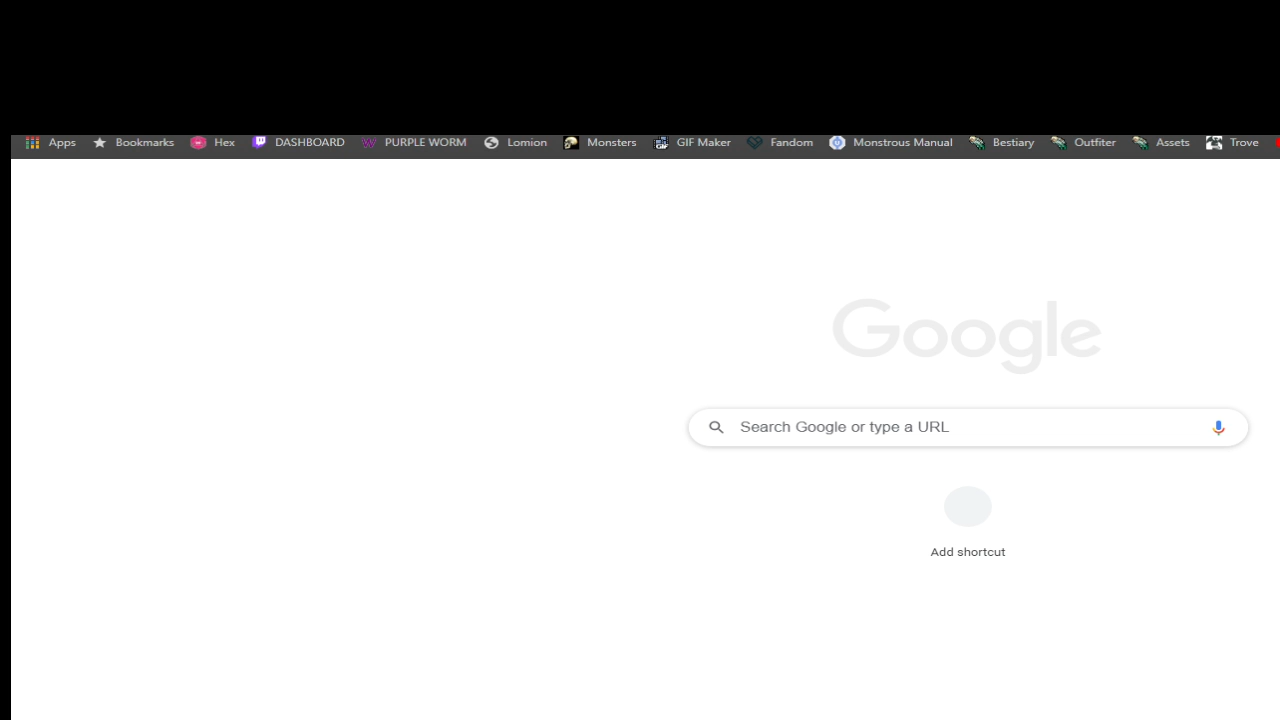 Apps Bookmarks Hex DASHBOARD PURPLE WORM Lomion Monsters GIF Maker Fandom Monstrous Manual Bestiary Outfiter Assets Trove
Google
Search Google or type a URL
Add shortcut